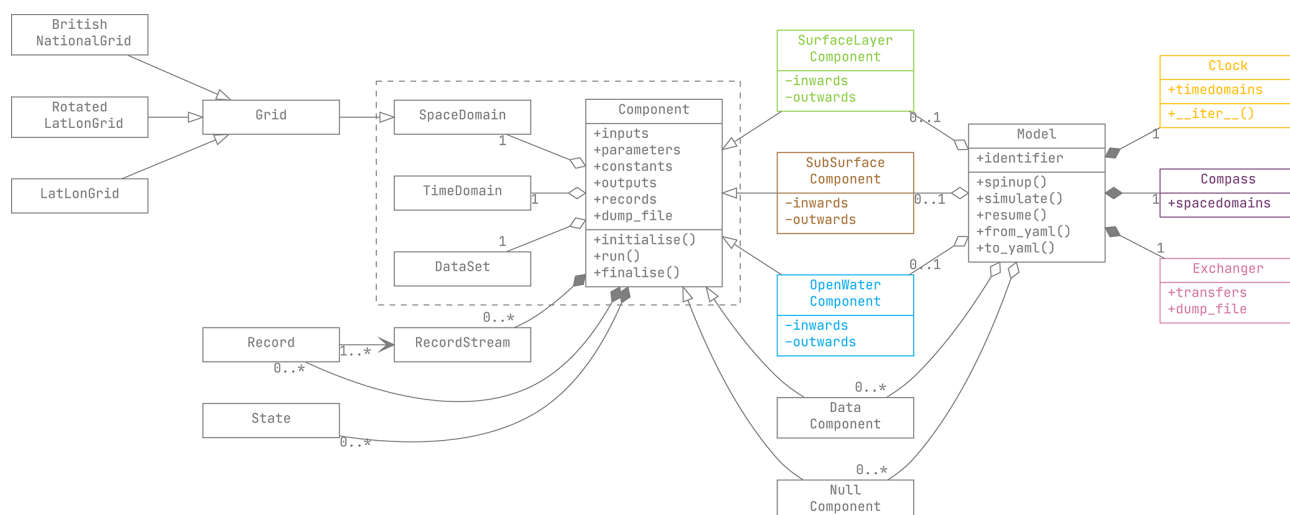 British
NationalGrid
Rotated
LatLonGrid
LatLonGrid
Grid
SpaceDomain
1
TimeDomain
1
DataSet
1
Component
+inputs
+parameters
+constants
+outputs
+records
+dump_file
+initialise()
+run()
+finalise()
Record
1..*
0..*
RecordStream
0..*
State
0..*
SurfaceLayer
Component
-inwards
-outwards
0..1
SubSurface
Component
-inwards
-outwards
0..1
OpenWater
Component
-inwards
-outwards
0..1
Data
Component
0..*
Null
Component
0..*
Model
+identifier
+spinup()
+simulate()
+resume()
+from_yaml()
+to_yaml()
Clock
+timedomains
+__iter__()
1
Compass
+spacedomains
1
Exchanger
+transfers
+dump_file
1